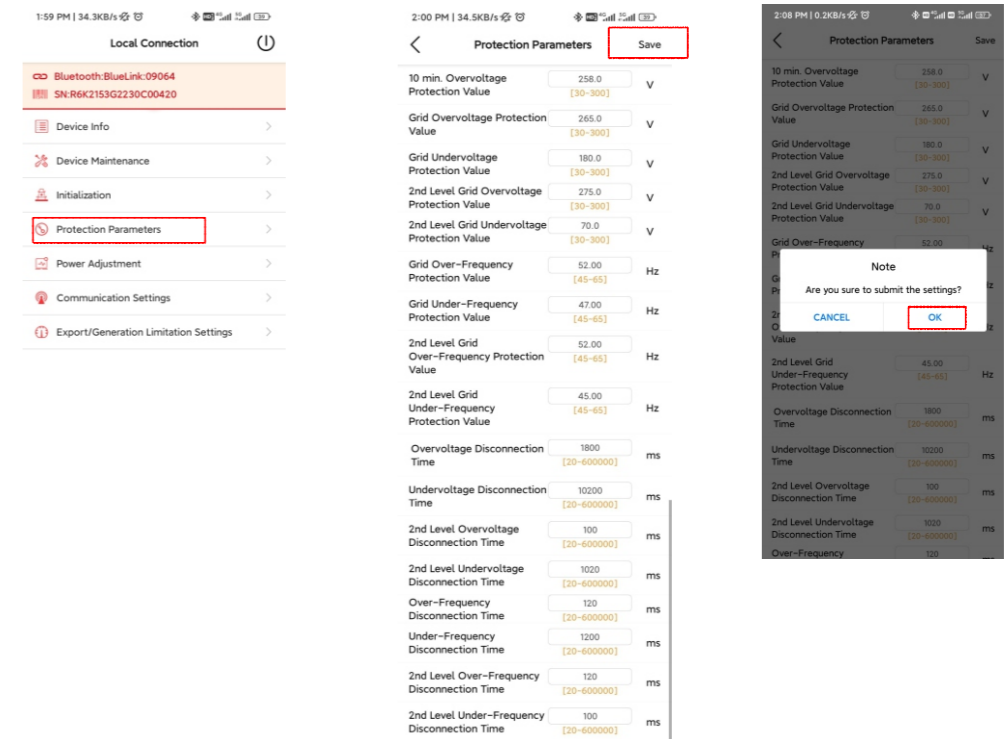 1:59 PM | 34.3KB/s
Local Connection
Bluetooth:BlueLink:09064
SN:R6K2153G2230C00420
Device Info
Device Maintenance
Initialization
Protection Parameters
Power Adjustment
Communication Settings
Export/Generation Limitation Settings
2:00 PM | 34.5KB/s
Protection Parameters
Save
10 min. Overvoltage
Protection Value
258.0
[30-300]
V
Grid Overvoltage Protection
Value
265.0
[30-300]
V
Grid Undervoltage
Protection Value
180.0
[30-300]
V
2nd Level Grid Overvoltage
Protection Value
275.0
[30-300]
V
2nd Level Grid Undervoltage
Protection Value
70.0
[30-300]
V
Grid Over-Frequency
Protection Value
52.00
[45-65]
Hz
Grid Under-Frequency
Protection Value
47.00
[45-65]
Hz
2nd Level Grid
Over-Frequency Protection
Value
52.00
[45-65]
Hz
2nd Level Grid
Under-Frequency
Protection Value
45.00
[45-65]
Hz
Overvoltage Disconnection
Time
1800
[20-600000]
ms
Undervoltage Disconnection
Time
10200
[20-600000]
ms
2nd Level Overvoltage
Disconnection Time
100
[20-600000]
ms
2nd Level Undervoltage
Disconnection Time
1020
[20-600000]
ms
Over-Frequency
Disconnection Time
120
[20-600000]
ms
Under-Frequency
Disconnection Time
1200
[20-600000]
ms
2nd Level Over-Frequency
Disconnection Time
120
[20-600000]
ms
2nd Level Under-Frequency
Disconnection Time
100
[20-600000]
ms
2:08 PM | 0.2KB/s
Protection Parameters
Save
10 min. Overvoltage
Protection Value
258.0
[30-300]
V
Grid Overvoltage Protection
Value
265.0
[30-300]
V
Grid Undervoltage
Protection Value
180.0
[30-300]
V
2nd Level Grid Overvoltage
Protection Value
275.0
[30-300]
V
2nd Level Grid Undervoltage
Protection Value
70.0
[30-300]
V
Grid Over-Frequency
52.00
Hz
Note
Are you sure to submit the settings?
CANCEL
OK
Value
2nd Level Grid
Under-Frequency
Protection Value
45.00
[45-65]
Hz
Overvoltage Disconnection
Time
1800
[20-600000]
ms
Undervoltage Disconnection
Time
10200
[20-600000]
ms
2nd Level Overvoltage
Disconnection Time
100
[20-600000]
ms
2nd Level Undervoltage
Disconnection Time
1020
[20-600000]
ms
Over-Frequency
120